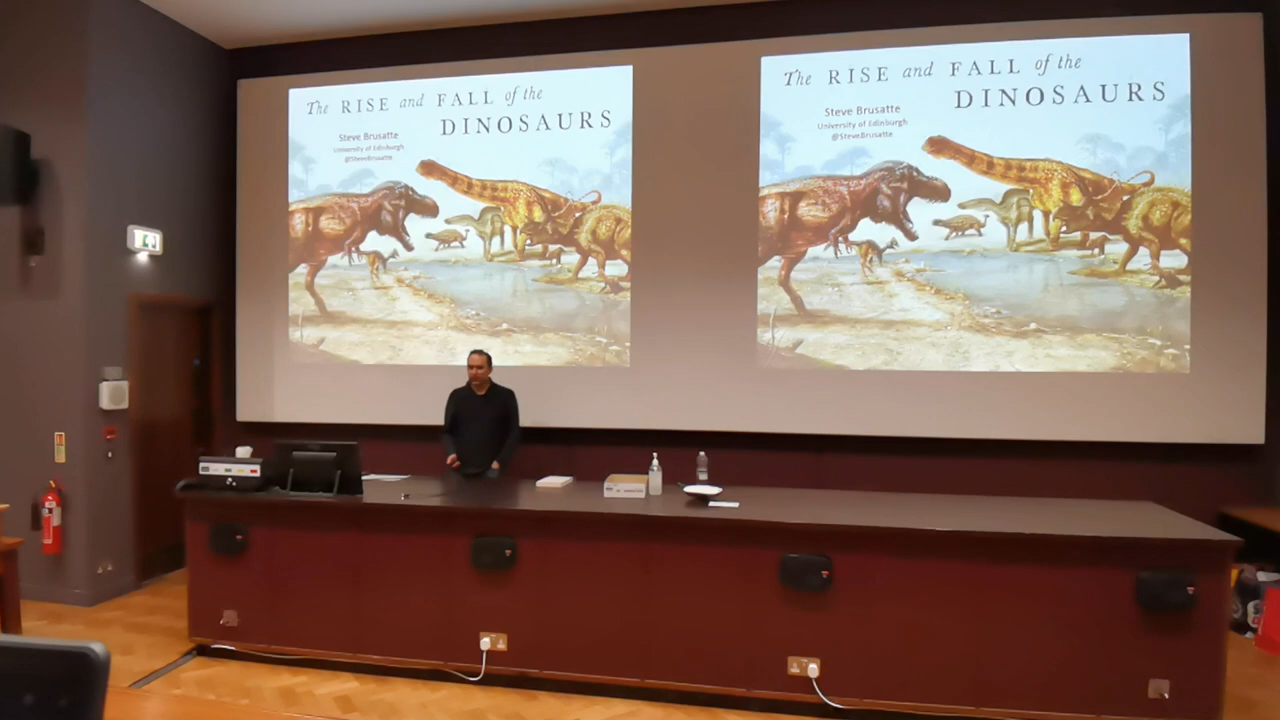 The RISE and FALL of the
DINOSAURS
Steve Brusatte
University of Edinburgh
@SteveBrusatte
The RISE and FALL of the
DINOSAURS
Steve Brusatte
University of Edinburgh
@SteveBrusatte